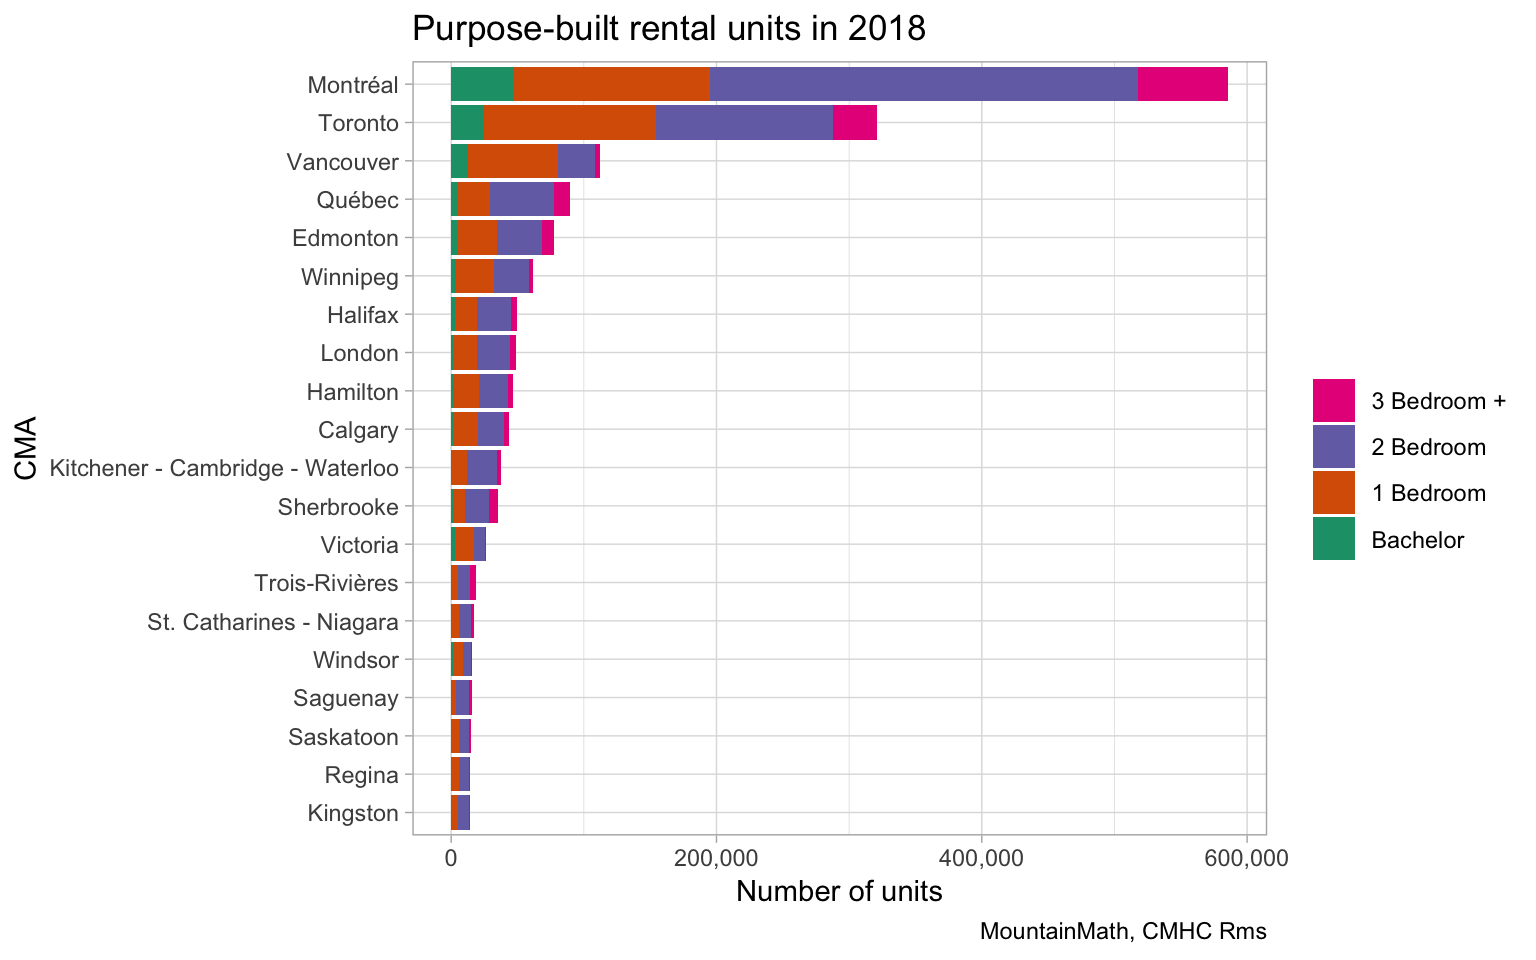 Purpose-built rental units in 2018
CMA
Montréal
Toronto
Vancouver
Québec
Edmonton
Winnipeg
Halifax
London
Hamilton
Calgary
Kitchener - Cambridge - Waterloo
Sherbrooke
Victoria
Trois-Rivières
St. Catharines - Niagara
Windsor
Saguenay
Saskatoon
Regina
Kingston
0 200,000 400,000 600,000
Number of units
3 Bedroom +
2 Bedroom
1 Bedroom
Bachelor
MountainMath, CMHC Rms